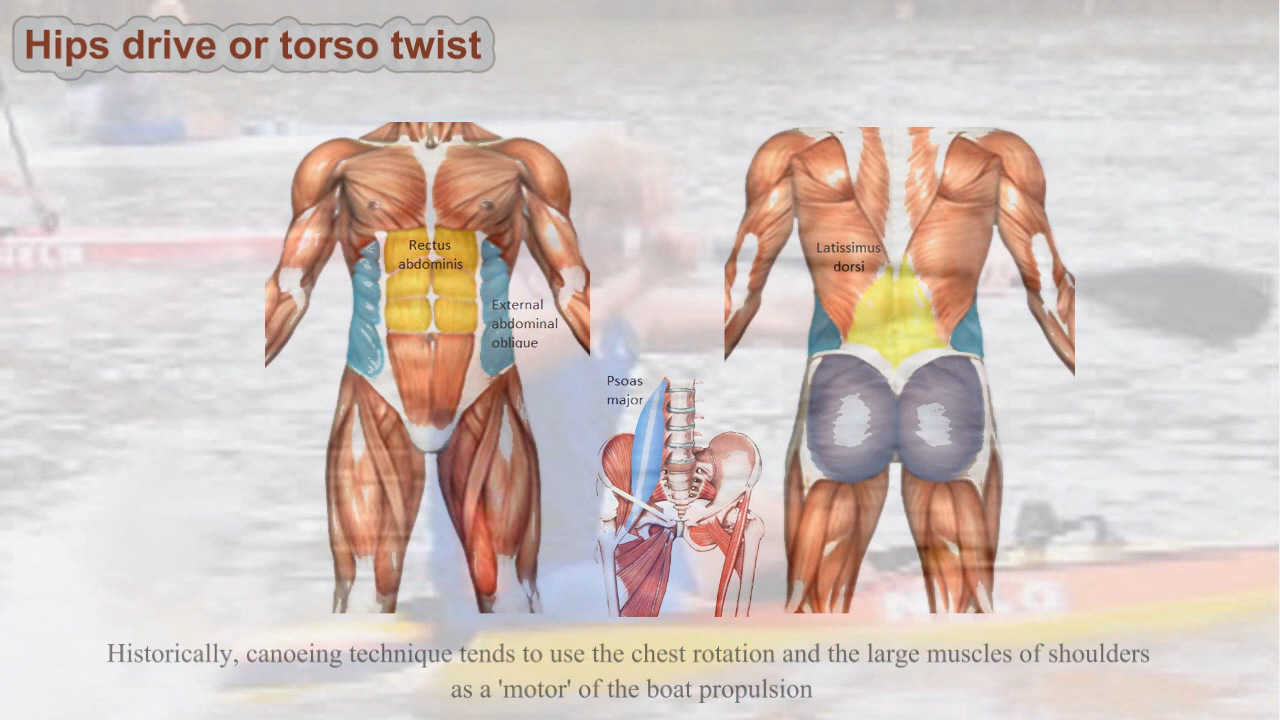 Hips drive or torso twist
Rectus
abdominis
External
abdominal
oblique
Latissimus
dorsi
Psoas
major
Historically, canoeing technique tends to use the chest rotation and the large muscles of shoulders
as a 'motor' of the boat propulsion